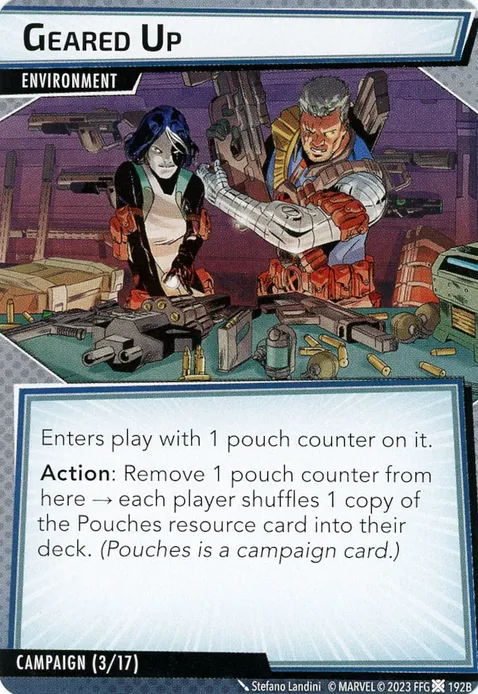 GEARED UP
ENVIRONMENT
Enters play with 1 pouch counter on it.
Action: Remove 1 pouch counter from
here → each player shuffles 1 copy of
the Pouches resource card into their
deck. (Pouches is a campaign card.)
CAMPAIGN (3/17)
Stefano Landini © MARVEL © 2023 FFG 192B